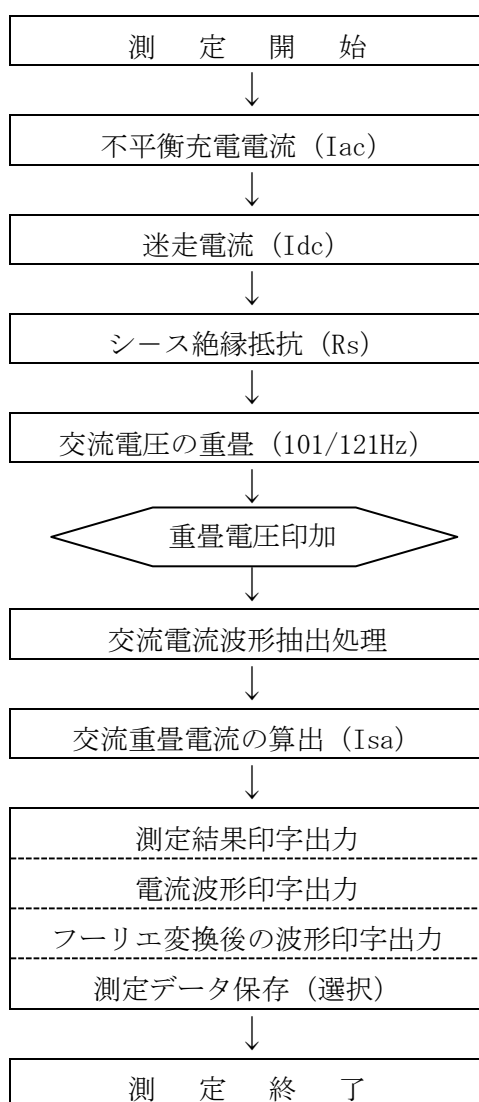 測　定　開　始
↓
不平衡充電電流（Iac）
↓
迷走電流（Idc）
↓
シース絶縁抵抗（Rs）
↓
交流電圧の重畳（101/121Hz）
↓
重畳電圧印加
↓
交流電流波形抽出処理
↓
交流重畳電流の算出（Isa）
↓
測定結果印字出力
電流波形印字出力
フーリエ変換後の波形印字出力
測定データ保存（選択）
↓
測　定　終　了